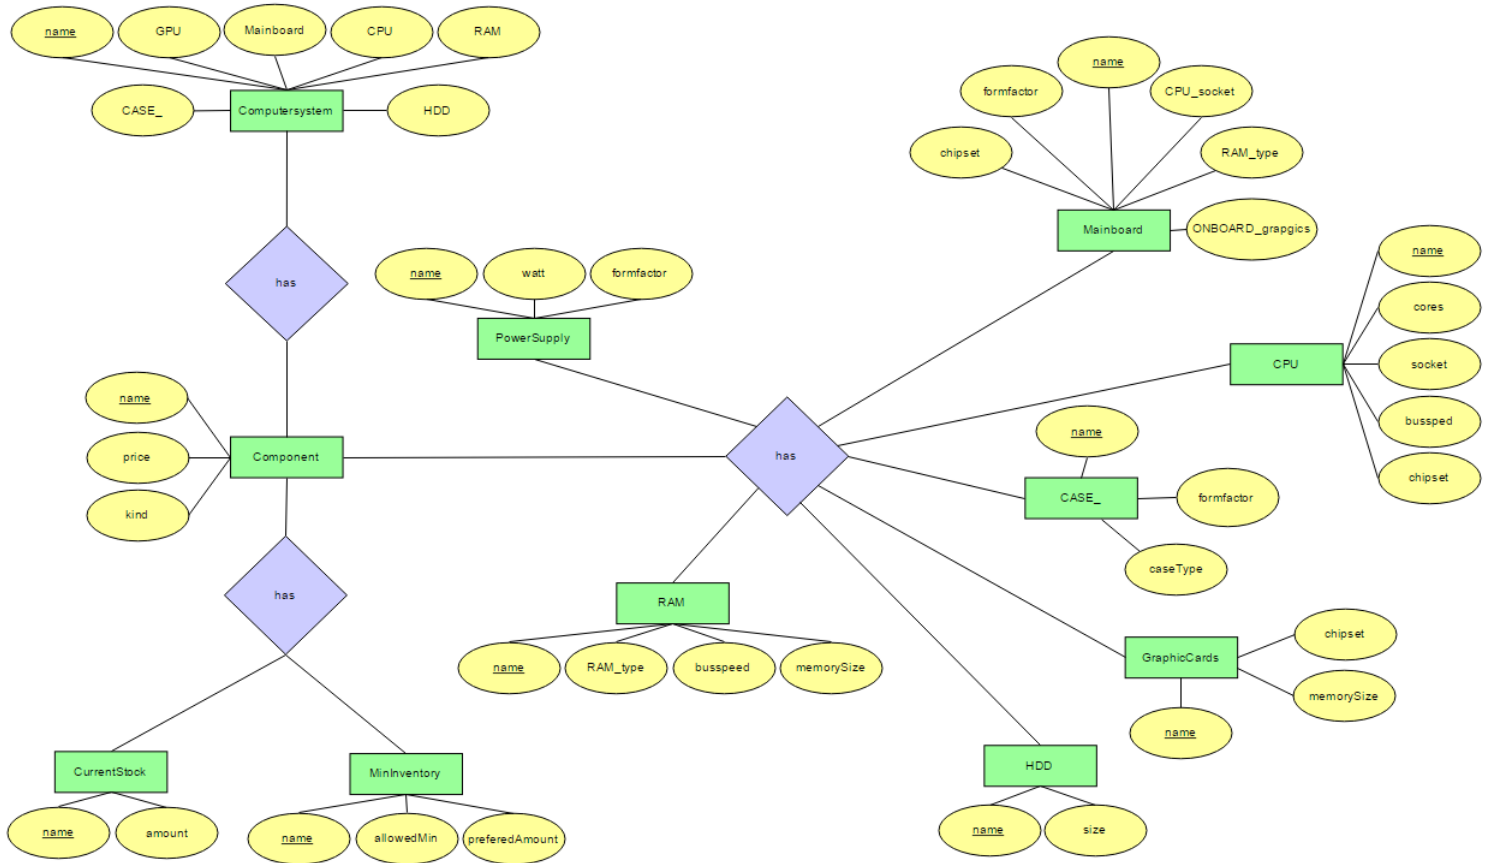 name
GPU
Mainboard
CPU
RAM
CASE_
Computersystem
HDD
has
name
price
kind
Component
has
CurrentStock
name
amount
MinInventory
name
allowedMin
preferedAmount
name
watt
formfactor
PowerSupply
has
name
formfactor
CPU_socket
chipset
RAM_type
Mainboard
ONBOARD_grapgics
CPU
name
cores
socket
bussped
chipset
name
CASE_
formfactor
caseType
RAM
name
RAM_type
busspeed
memorySize
GraphicCards
chipset
memorySize
name
HDD
name
size